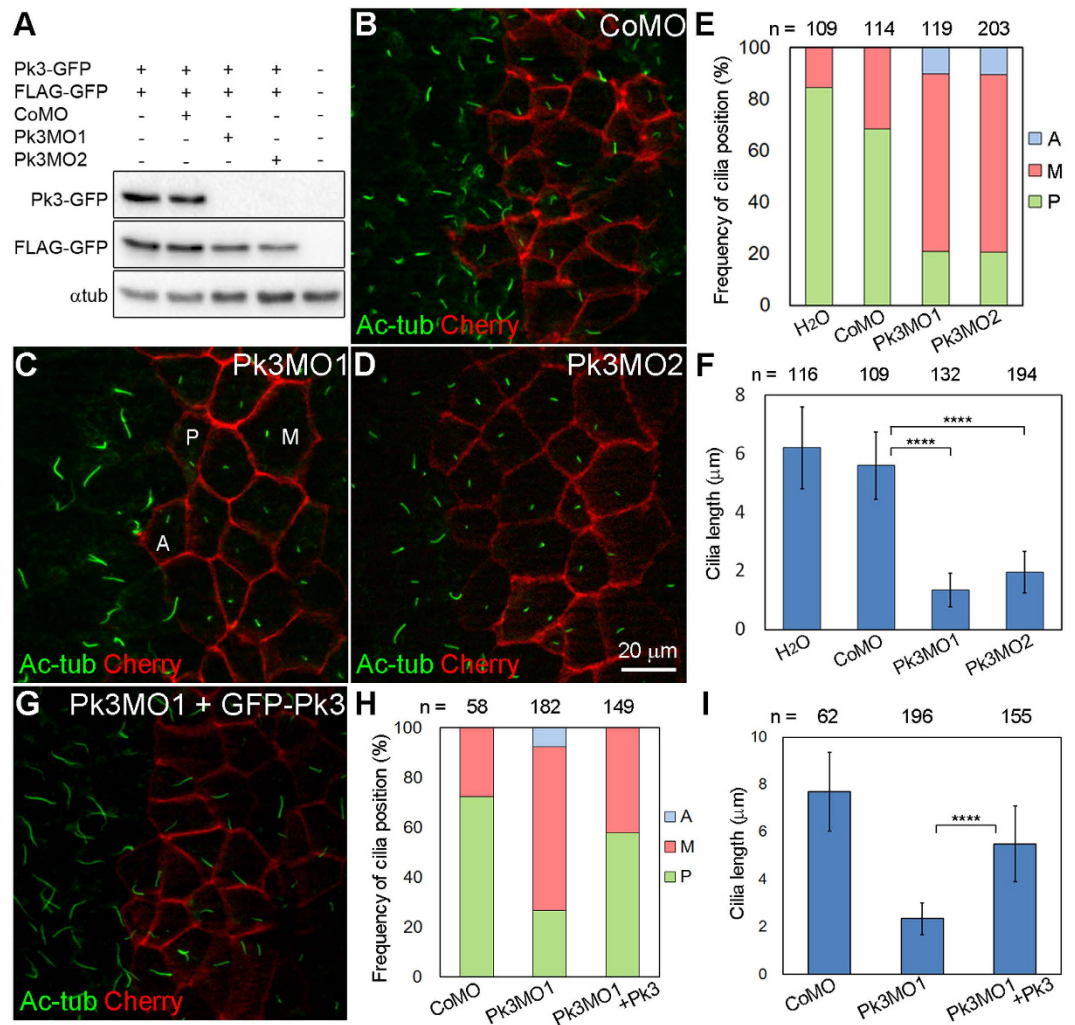 A
Pk3-GFP + + + + -
FLAG-GFP + + + + -
CoMO - + - - -
Pk3MO1 - - + - -
Pk3MO2 - - - + -
Pk3-GFP
FLAG-GFP
αtub
B
CoMO
Ac-tub Cherry
E
n = 109 114 119 203
Frequency of cilia position (%)
100
80
60
40
20
0
H₂O CoMO Pk3MO1 Pk3MO2
A
M
P
C
Pk3MO1
P
M
A
Ac-tub Cherry
D
Pk3MO2
20 μm
Ac-tub Cherry
F
n = 116 109 132 194
Cilia length (μm)
8
6
4
2
0
****
****
H₂O CoMO Pk3MO1 Pk3MO2
G
Pk3MO1 + GFP-Pk3
Ac-tub Cherry
H
n = 58 182 149
Frequency of cilia position (%)
100
80
60
40
20
0
CoMO Pk3MO1 Pk3MO1
+Pk3
A
M
P
I
n = 62 196 155
Cilia length (μm)
10
8
6
4
2
0
****
CoMO Pk3MO1 Pk3MO1
+Pk3